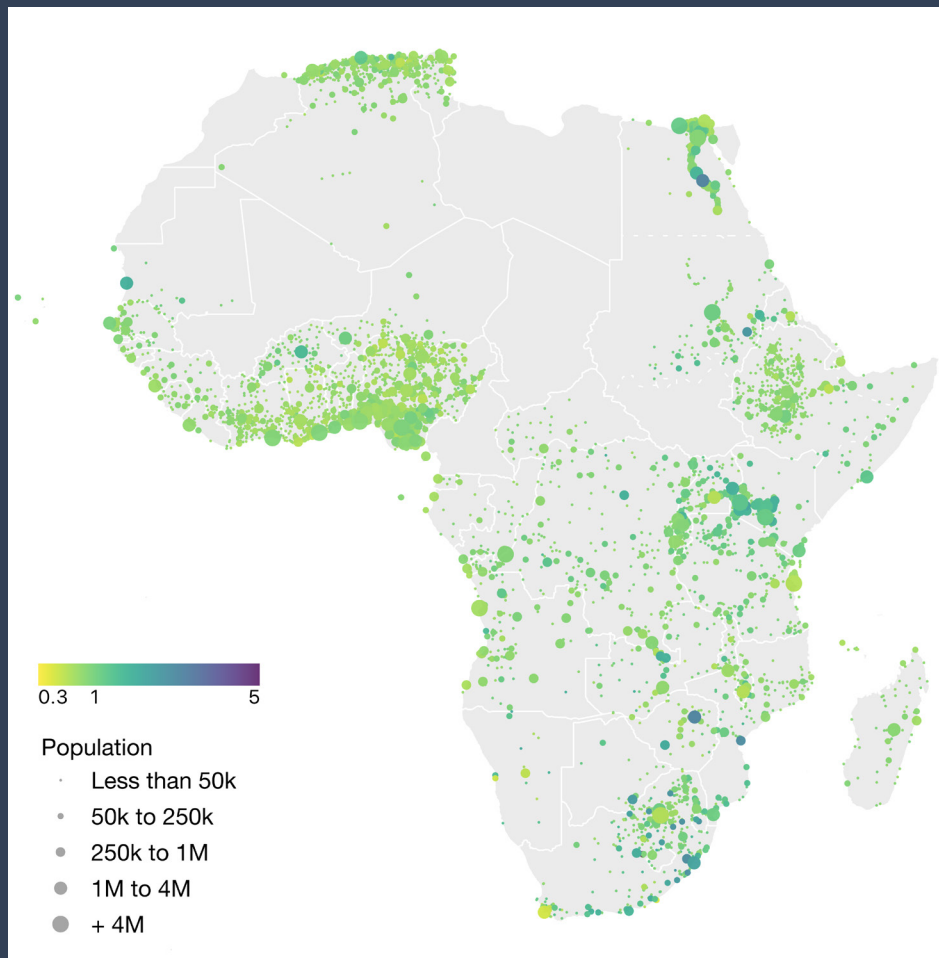 0.3 1 5
Population
Less than 50k
50k to 250k
250k to 1M
1M to 4M
+ 4M